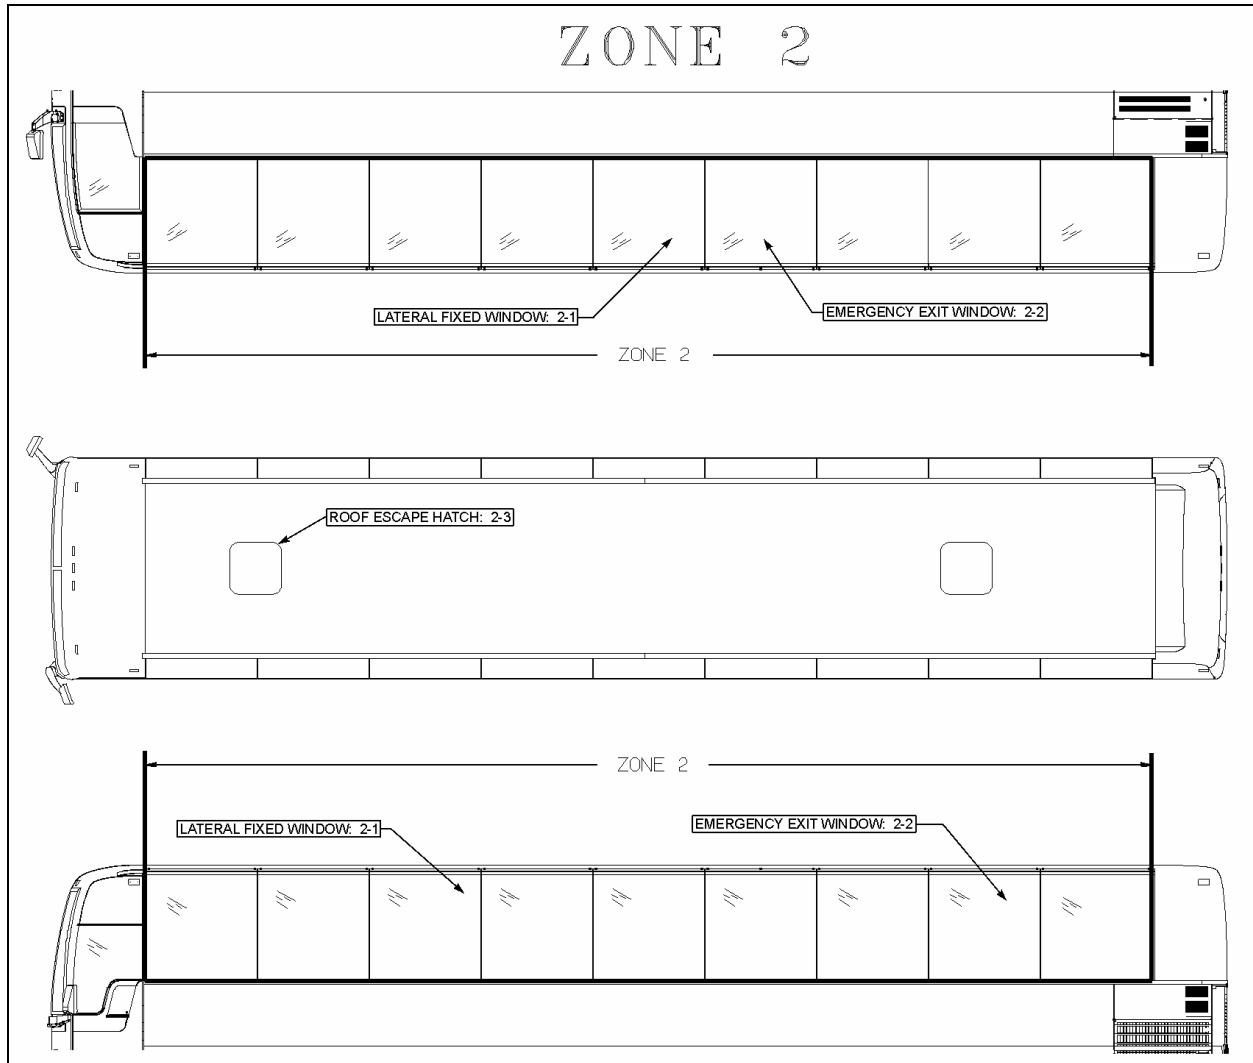 ZONE 2
LATERAL FIXED WINDOW: 2-1
EMERGENCY EXIT WINDOW: 2-2
ZONE 2
ROOF ESCAPE HATCH: 2-3
ZONE 2
LATERAL FIXED WINDOW: 2-1
EMERGENCY EXIT WINDOW: 2-2